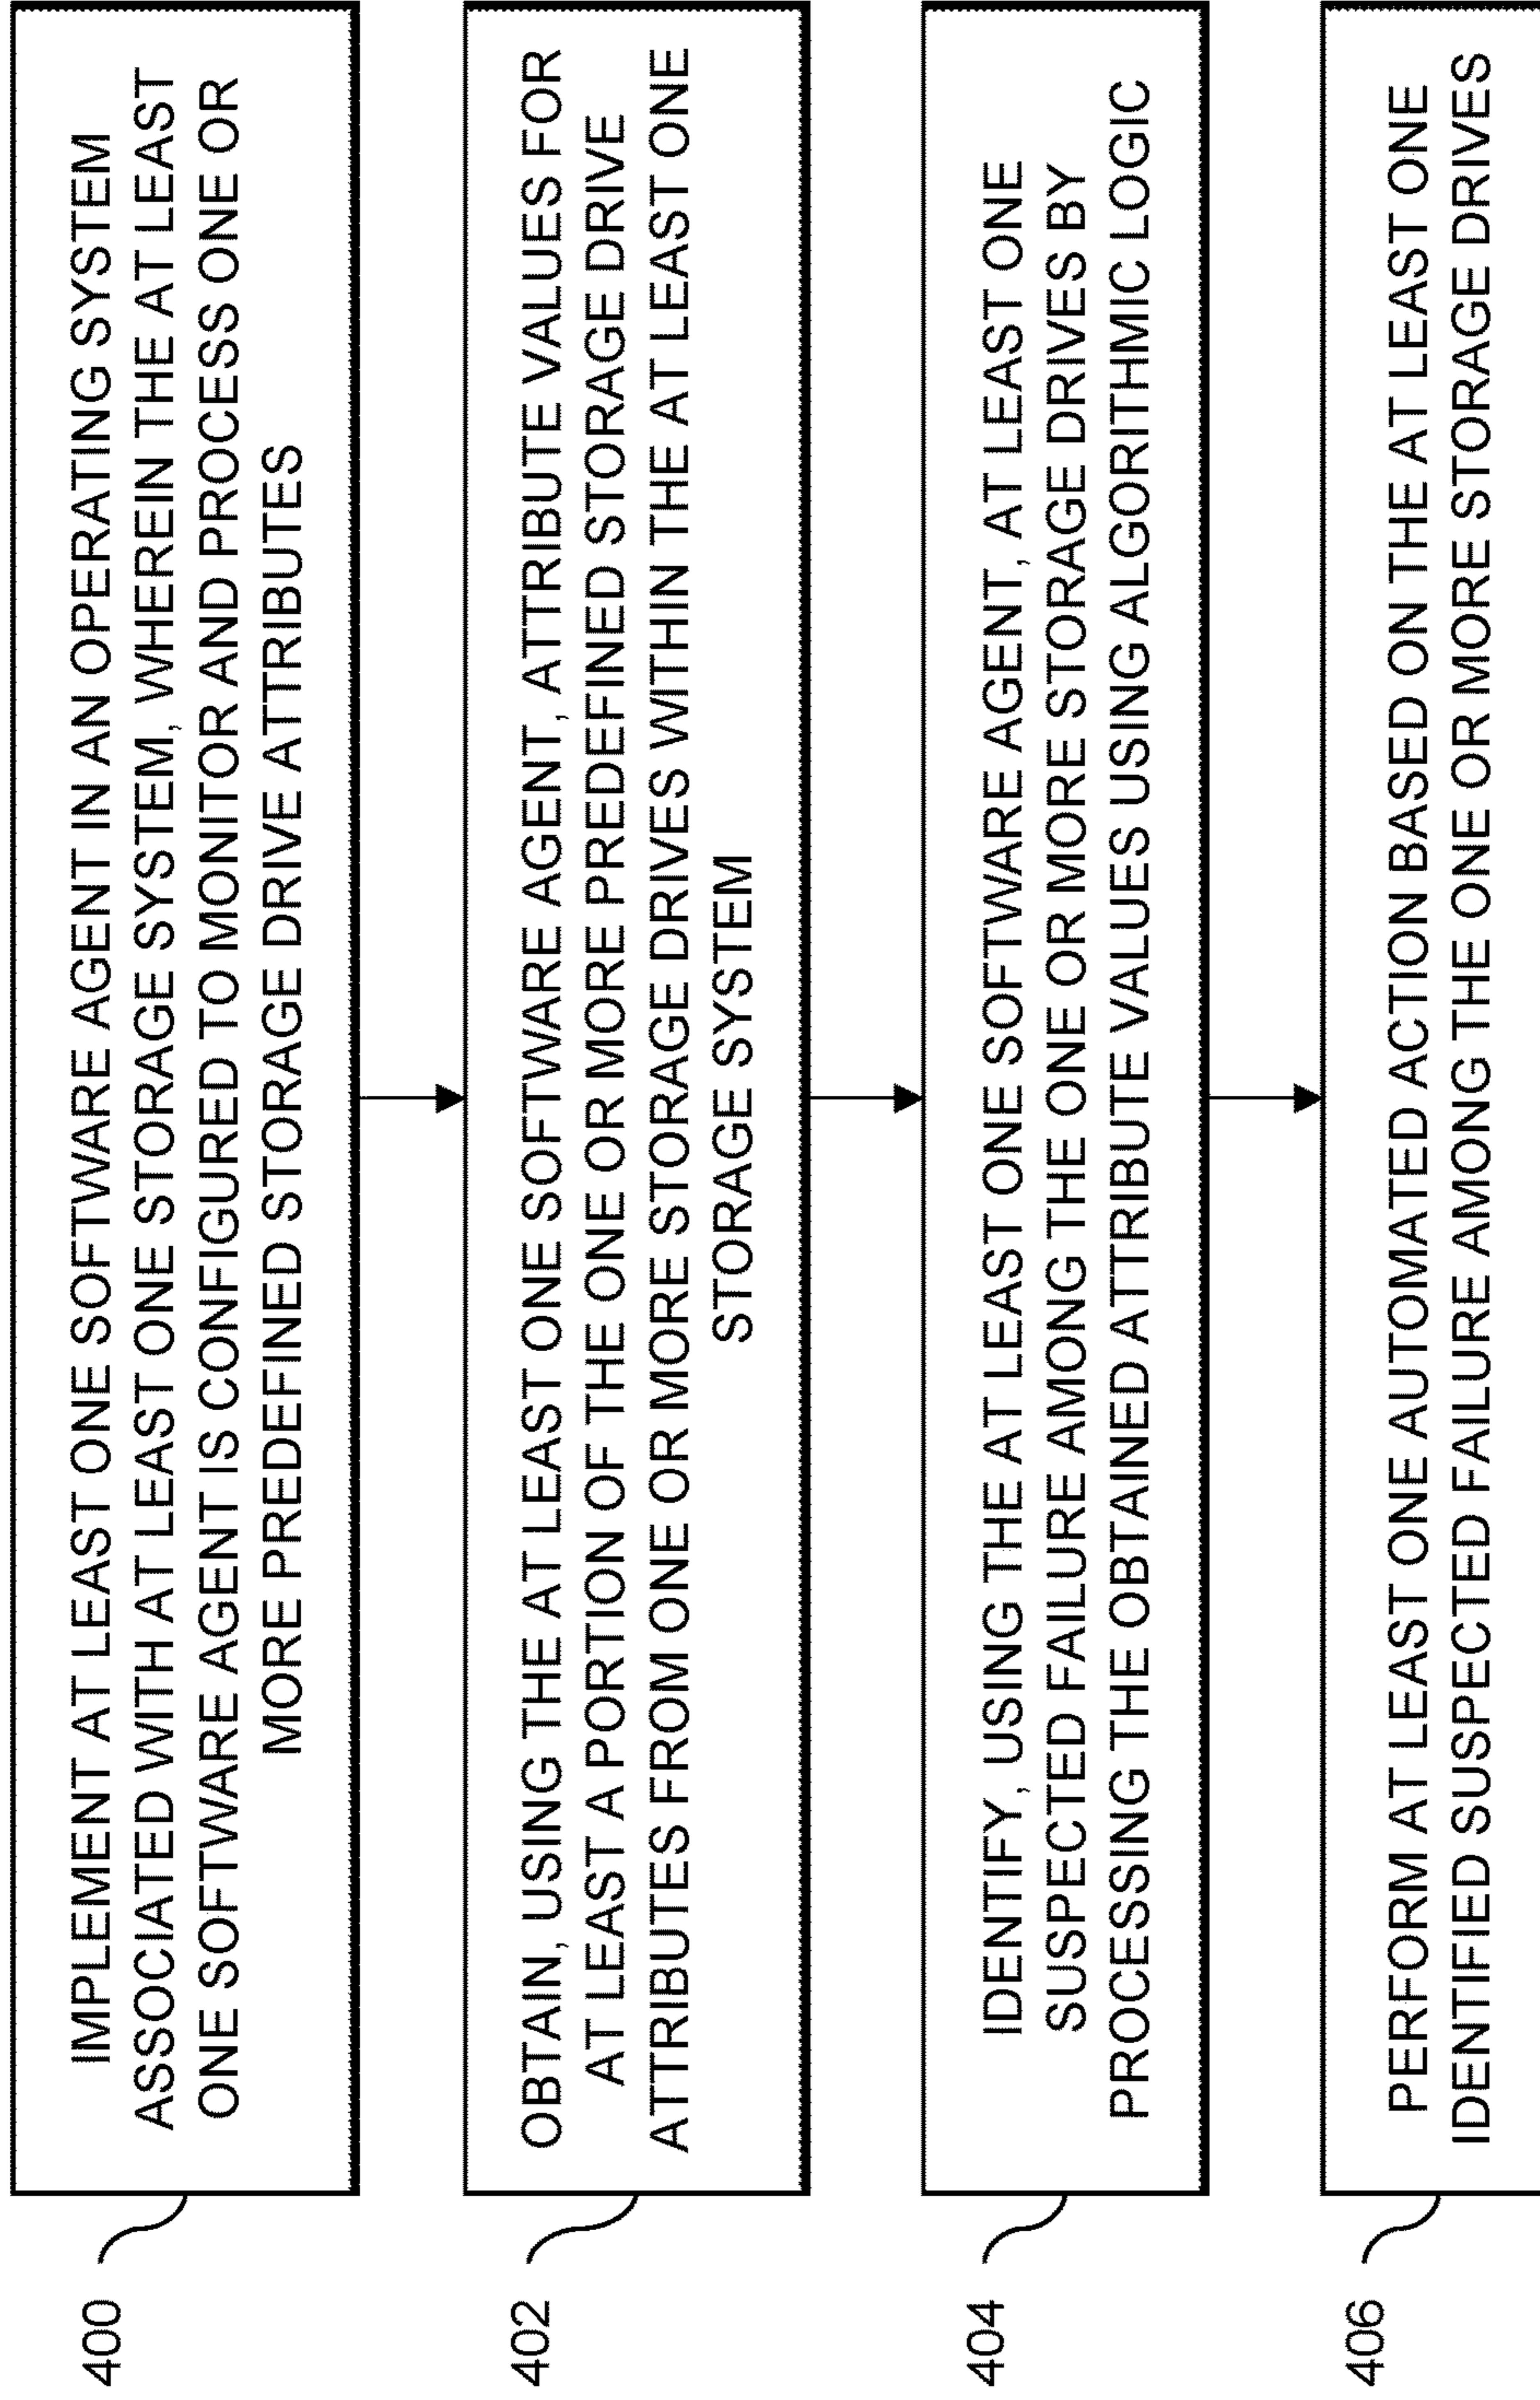 400
IMPLEMENT AT LEAST ONE SOFTWARE AGENT IN AN OPERATING SYSTEM
ASSOCIATED WITH AT LEAST ONE STORAGE SYSTEM, WHEREIN THE AT LEAST
ONE SOFTWARE AGENT IS CONFIGURED TO MONITOR AND PROCESS ONE OR
MORE PREDEFINED STORAGE DRIVE ATTRIBUTES
402
OBTAIN, USING THE AT LEAST ONE SOFTWARE AGENT, ATTRIBUTE VALUES FOR
AT LEAST A PORTION OF THE ONE OR MORE PREDEFINED STORAGE DRIVE
ATTRIBUTES FROM ONE OR MORE STORAGE DRIVES WITHIN THE AT LEAST ONE
STORAGE SYSTEM
404
IDENTIFY, USING THE AT LEAST ONE SOFTWARE AGENT, AT LEAST ONE
SUSPECTED FAILURE AMONG THE ONE OR MORE STORAGE DRIVES BY
PROCESSING THE OBTAINED ATTRIBUTE VALUES USING ALGORITHMIC LOGIC
406
PERFORM AT LEAST ONE AUTOMATED ACTION BASED ON THE AT LEAST ONE
IDENTIFIED SUSPECTED FAILURE AMONG THE ONE OR MORE STORAGE DRIVES